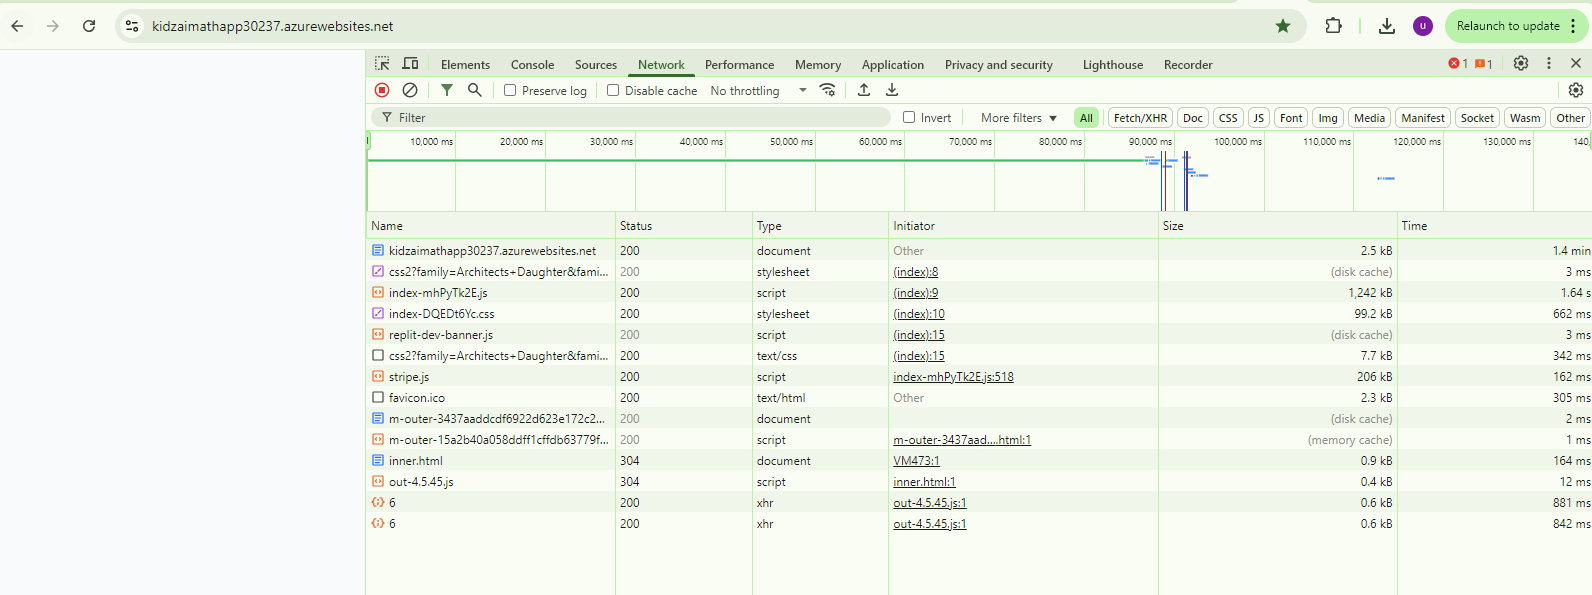 kidzaimathapp30237.azurewebsites.net
u
Relaunch to update
Elements Console Sources Network Performance Memory Application Privacy and security Lighthouse Recorder 1 1
Preserve log Disable cache No throttling
Filter Invert More filters All Fetch/XHR Doc CSS JS Font Img Media Manifest Socket Wasm Other
10,000 ms 20,000 ms 30,000 ms 40,000 ms 50,000 ms 60,000 ms 70,000 ms 80,000 ms 90,000 ms 100,000 ms 110,000 ms 120,000 ms 130,000 ms 140,
Name Status Type Initiator Size Time
kidzaimathapp30237.azurewebsites.net 200 document Other 2.5 kB 1.4 min
css2?family=Architects+Daughter&fami... 200 stylesheet (index):8 (disk cache) 3 ms
index-mhPyTk2E.js 200 script (index):9 1,242 kB 1.64 s
index-DQEDt6Yc.css 200 stylesheet (index):10 99.2 kB 662 ms
replit-dev-banner.js 200 script (index):15 (disk cache) 3 ms
css2?family=Architects+Daughter&fami... 200 text/css (index):15 7.7 kB 342 ms
stripe.js 200 script index-mhPyTk2E.js:518 206 kB 162 ms
favicon.ico 200 text/html Other 2.3 kB 305 ms
m-outer-3437aaddcdf6922d623e172c2... 200 document (disk cache) 2 ms
m-outer-15a2b40a058ddff1cffdb63779f... 200 script m-outer-3437aad....html:1 (memory cache) 1 ms
inner.html 304 document VM473:1 0.9 kB 164 ms
out-4.5.45.js 304 script inner.html:1 0.4 kB 12 ms
6 200 xhr out-4.5.45.js:1 0.6 kB 881 ms
6 200 xhr out-4.5.45.js:1 0.6 kB 842 ms